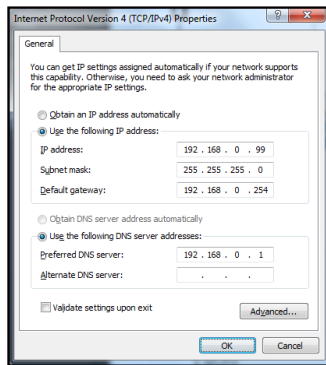 Internet Protocol Version 4 (TCP/IPv4) Properties
General
You can get IP settings assigned automatically if your network supports
this capability. Otherwise, you need to ask your network administrator
for the appropriate IP settings.
Obtain an IP address automatically
Use the following IP address:
IP address: 192 . 168 . 0 . 99
Subnet mask: 255 . 255 . 255 . 0
Default gateway: 192 . 168 . 0 . 254
Obtain DNS server address automatically
Use the following DNS server addresses:
Preferred DNS server: 192 . 168 . 0 . 1
Alternate DNS server: . . .
Validate settings upon exit
Advanced...
OK Cancel